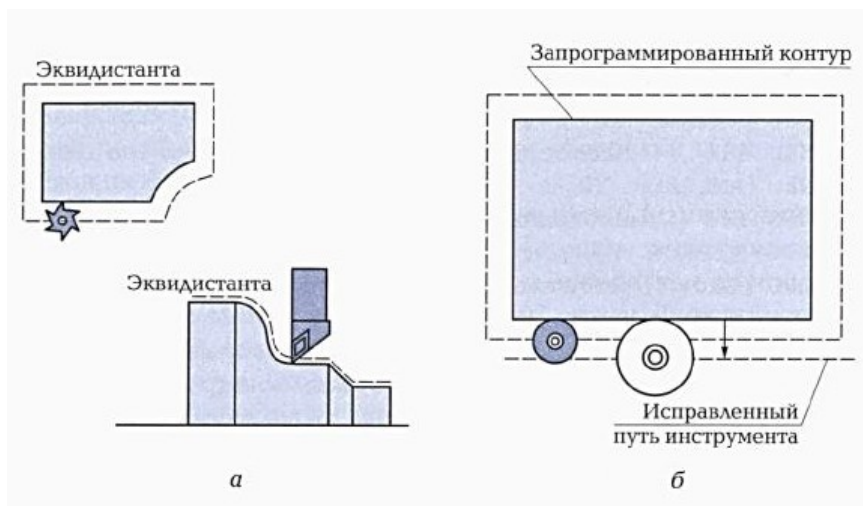 Эквидистанта
Эквидистанта
а
Запрограммированный контур
Исправленный
путь инструмента
б